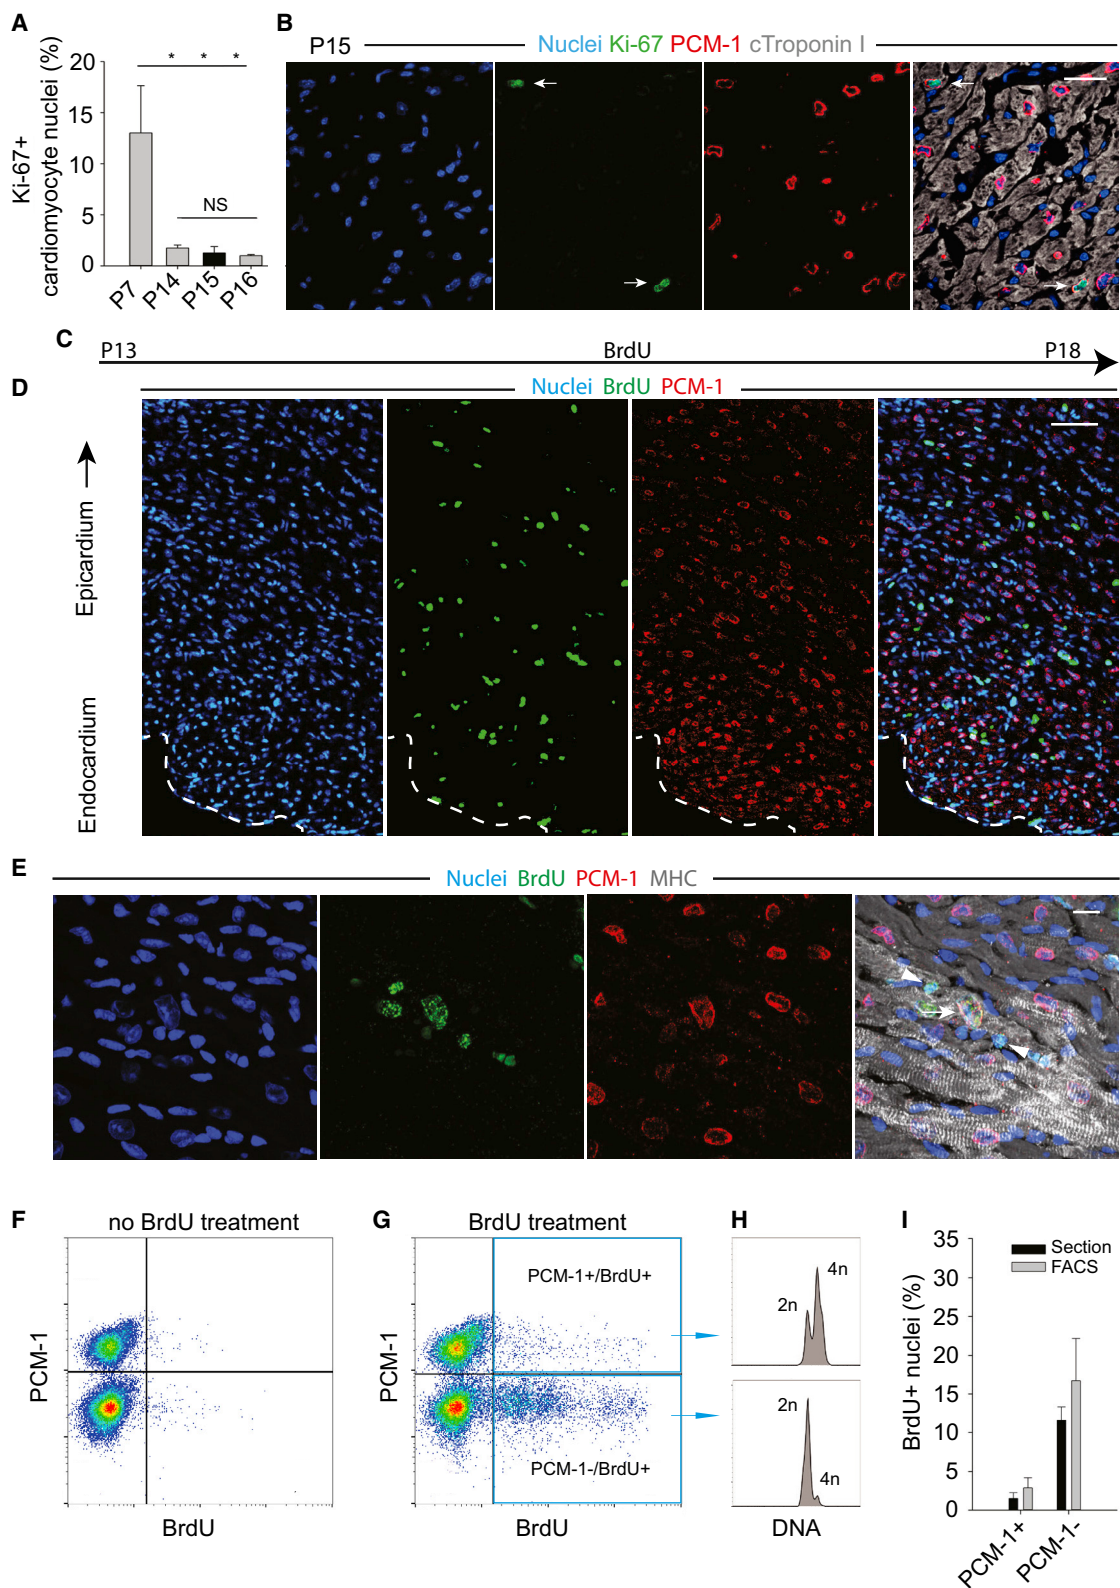 A
Ki-67+
cardiomyocyte nuclei (%)
20
15
10
5
0
* * *
NS
P7
P14
P15
P16
B
P15
Nuclei Ki-67 PCM-1 cTroponin I
C
P13
BrdU
P18
D
Nuclei BrdU PCM-1
Epicardium
Endocardium
E
Nuclei BrdU PCM-1 MHC
F
no BrdU treatment
PCM-1
BrdU
G
BrdU treatment
PCM-1
PCM-1+/BrdU+
PCM-1-/BrdU+
BrdU
H
2n
4n
2n
4n
DNA
I
BrdU+ nuclei (%)
35
30
25
20
15
10
5
0
Section
FACS
PCM-1+
PCM-1-